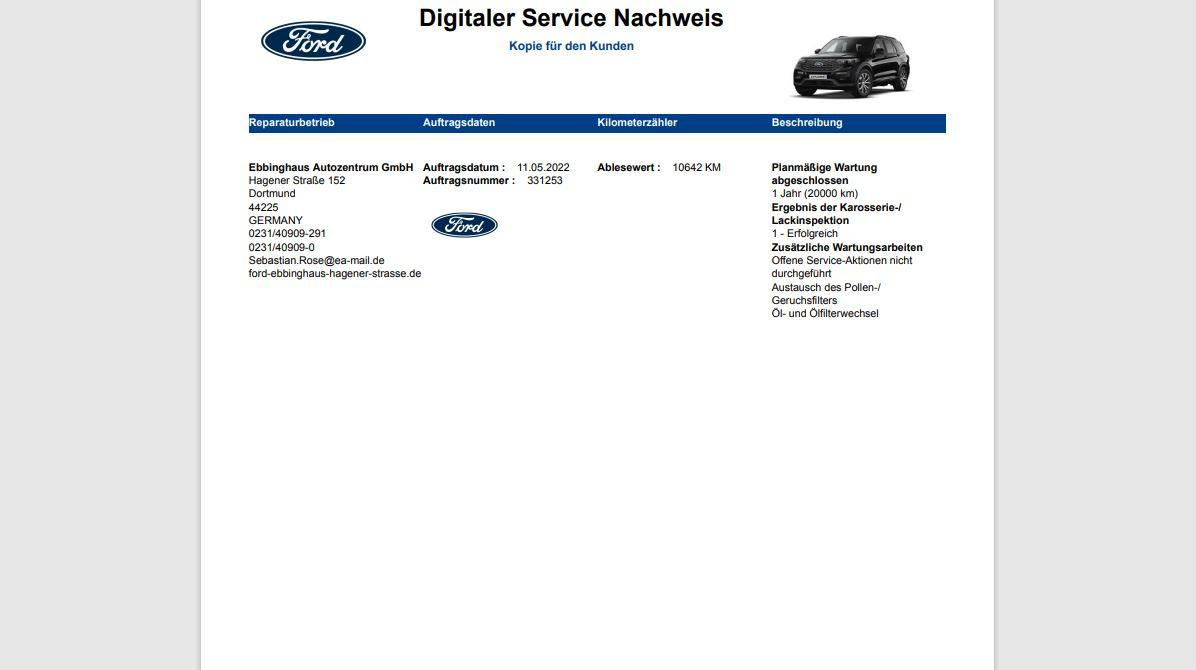 Ford
Digitaler Service Nachweis
Kopie für den Kunden
Reparaturbetrieb Auftragsdaten Kilometerzähler Beschreibung
Ebbinghaus Autozentrum GmbH
Hagener Straße 152
Dortmund
44225
GERMANY
0231/40909-291
0231/40909-0
Sebastian.Rose@ea-mail.de
ford-ebbinghaus-hagener-strasse.de
Auftragsdatum : 11.05.2022
Auftragsnummer : 331253
Ford
Ablesewert : 10642 KM
Planmäßige Wartung
abgeschlossen
1 Jahr (20000 km)
Ergebnis der Karosserie-/
Lackinspektion
1 - Erfolgreich
Zusätzliche Wartungsarbeiten
Offene Service-Aktionen nicht
durchgeführt
Austausch des Pollen-/
Geruchsfilters
Öl- und Ölfilterwechsel